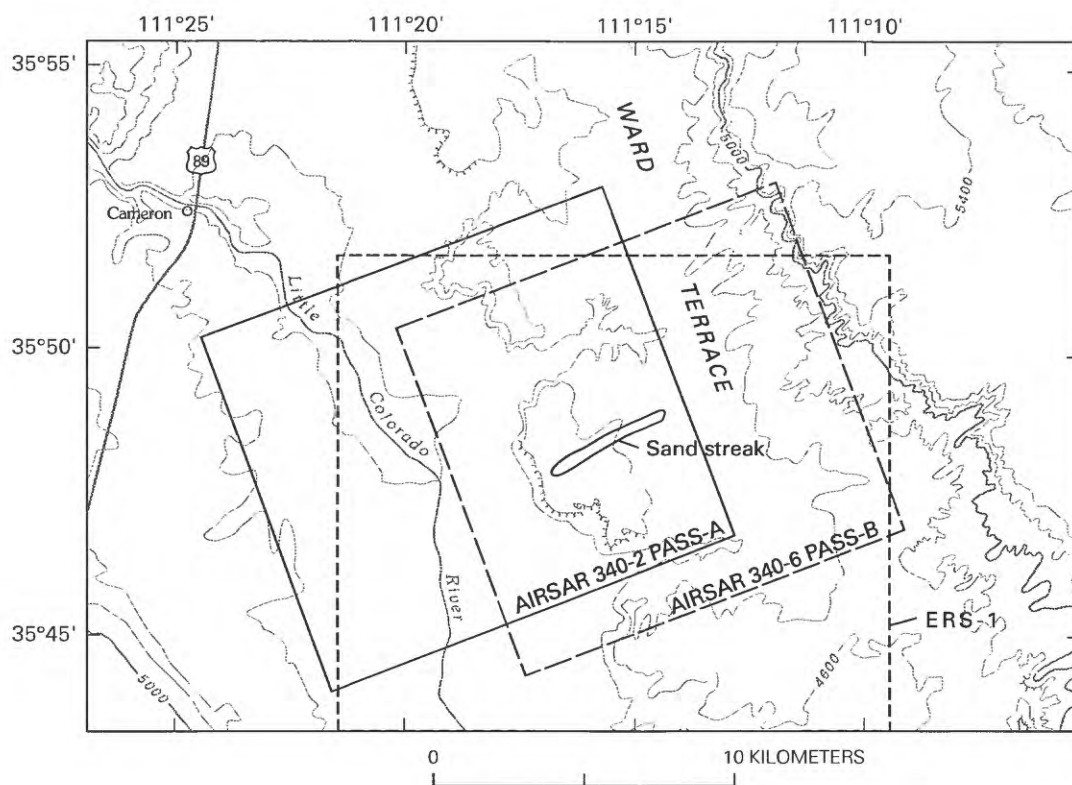 111°25' 111°20' 111°15' 111°10'
35°55'
WARD
5000
89
5400
Cameron
Little
TERRACE
35°50'
Colorado
Sand streak
AIRSAR 340-2 PASS-A
AIRSAR 340-6 PASS-B
River
ERS-1
35°45'
5000
4600
0 10 KILOMETERS